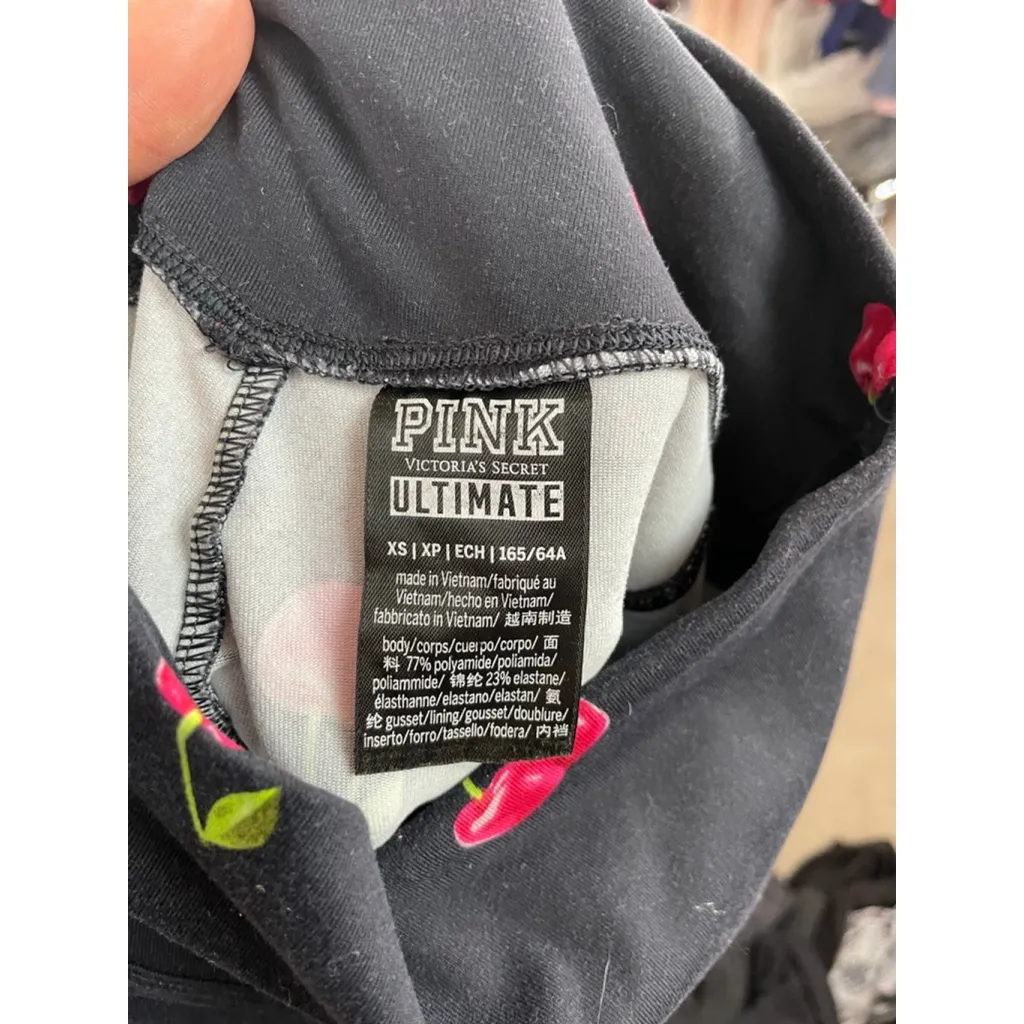 PINK
VICTORIA'S SECRET
ULTIMATE
XS | XP | ECH | 165/64A
made in Vietnam/fabriqué au
Vietnam/hecho en Vietnam/
fabbricato in Vietnam/ 越南制造
body/corps/cuerpo/corpo/ 面
料 77% polyamide/poliamida/
poliammide/ 锦纶 23% elastane/
élasthanne/elastano/elastan/ 氨
纶 gusset/lining/gousset/doublure/
inserto/forro/tassello/fodera/ 内裆